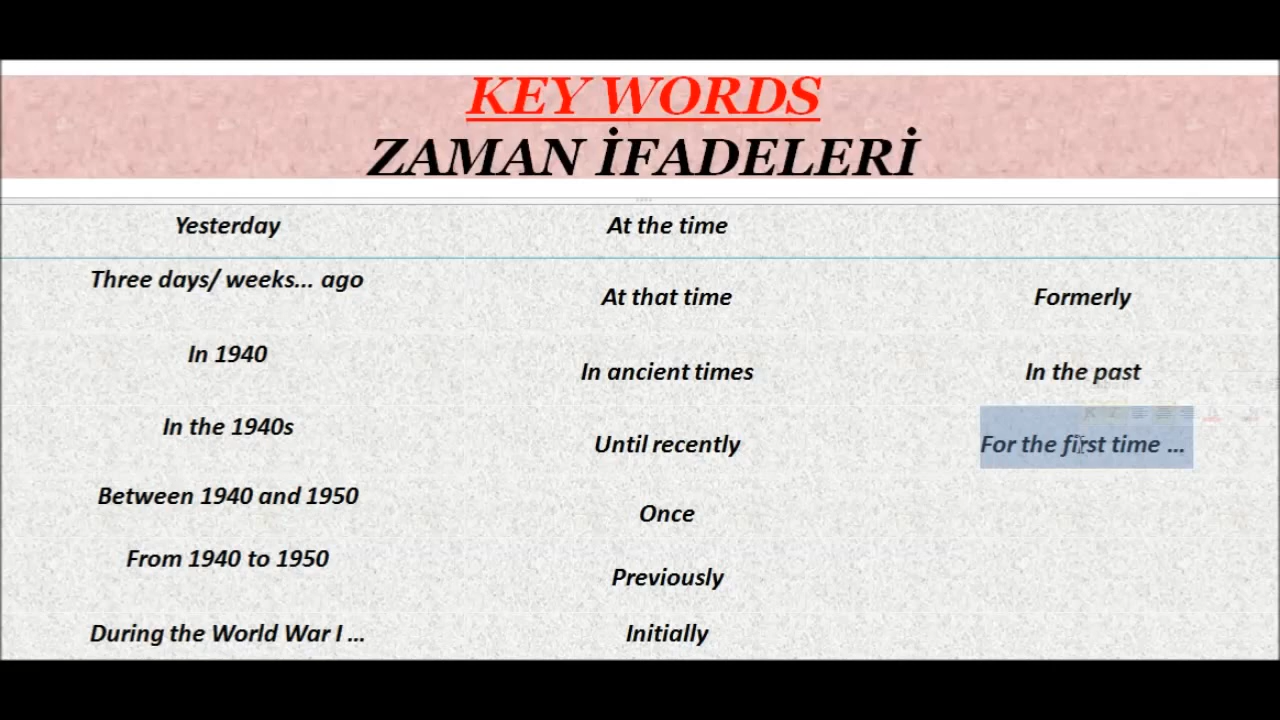 KEY WORDS
ZAMAN İFADELERİ
Yesterday
Three days/ weeks... ago
In 1940
In the 1940s
Between 1940 and 1950
From 1940 to 1950
During the World War I ...
At the time
At that time
In ancient times
Until recently
Once
Previously
Initially
Formerly
In the past
For the first time ...